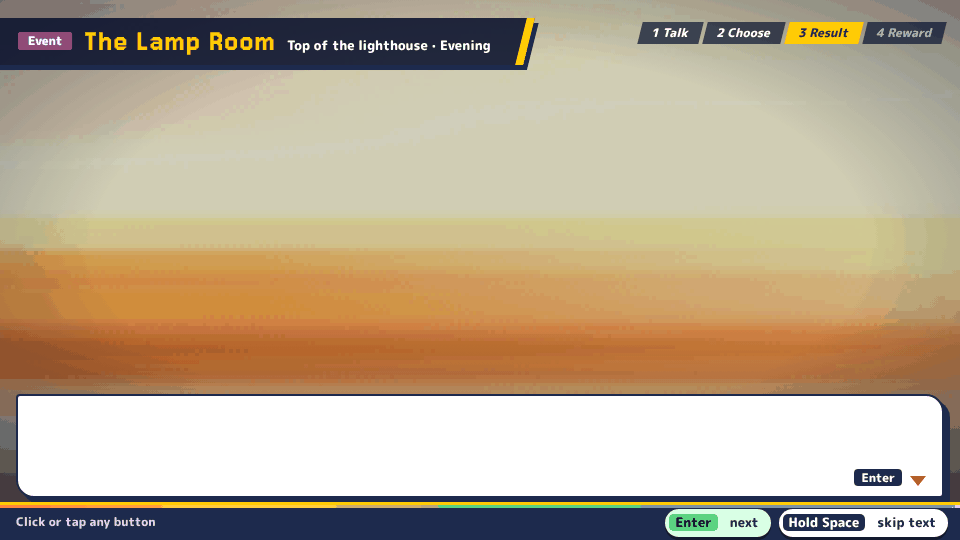 Event
The Lamp Room
Top of the lighthouse · Evening
1 Talk
2 Choose
3 Result
4 Reward
Enter
Click or tap any button
Enter next
Hold Space skip text